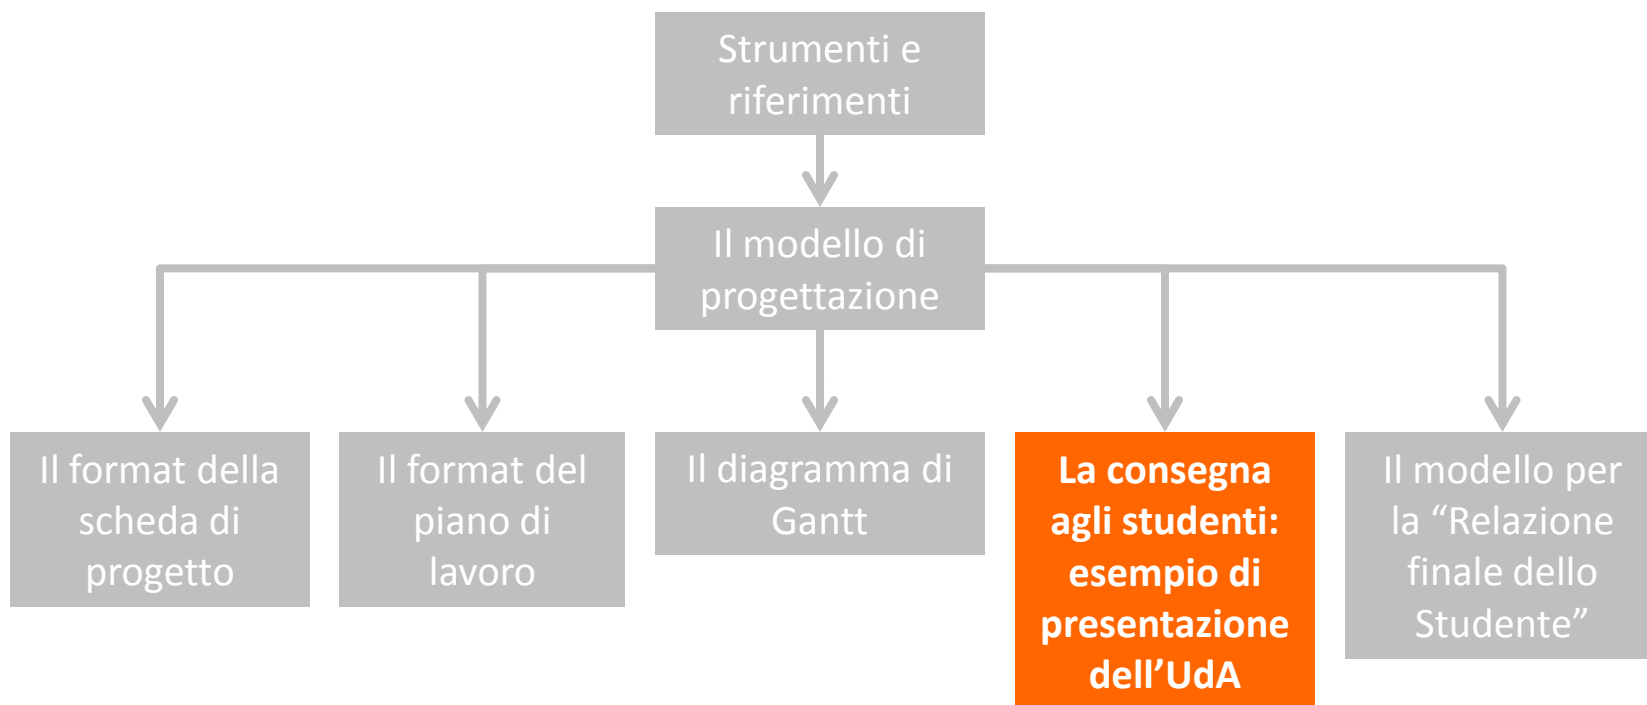 Strumenti e
riferimenti
Il modello di
progettazione
Il format della
scheda di
progetto
Il format del
piano di
lavoro
Il diagramma di
Gantt
La consegna
agli studenti:
esempio di
presentazione
dell’UdA
Il modello per
la “Relazione
finale dello
Studente”